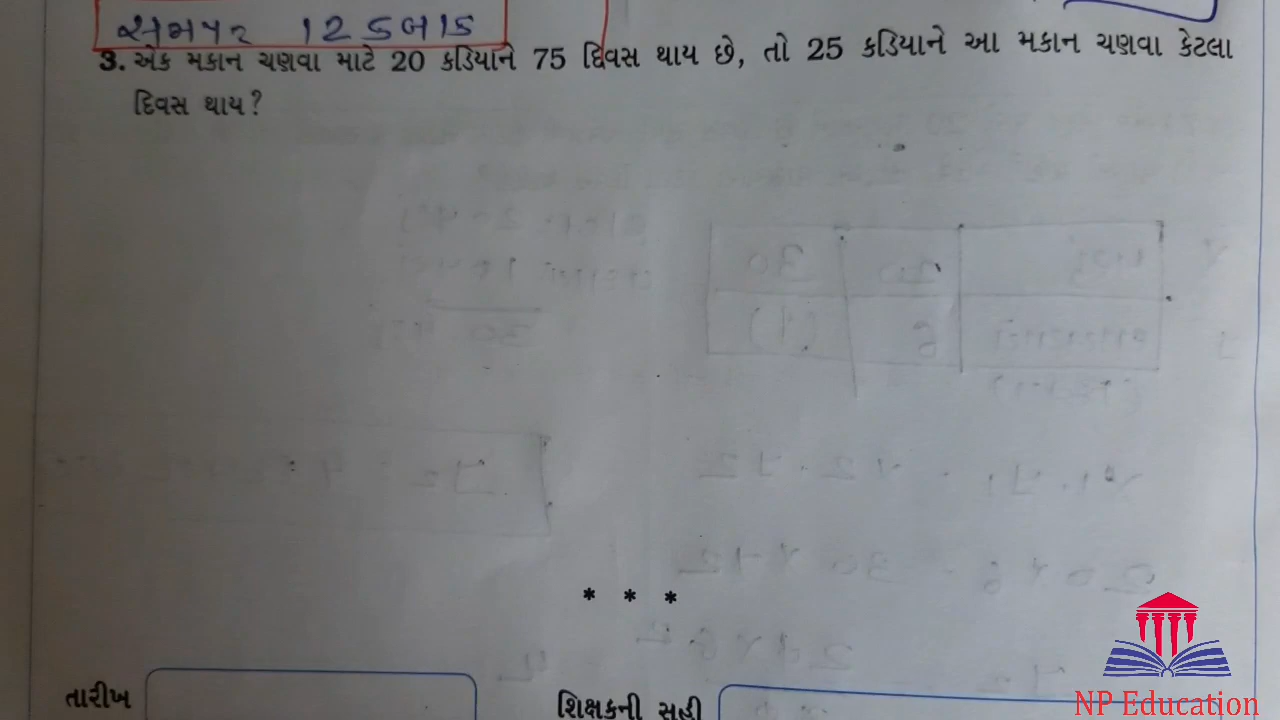 સમય 12 કલાક
3. એક મકાન ચણવા માટે 20 કડિયાને 75 દિવસ થાય છે, તો 25 કડિયાને આ મકાન ચણવા કેટલા
દિવસ થાય?
* * *
તારીખ
શિક્ષકની સહી
NP Education